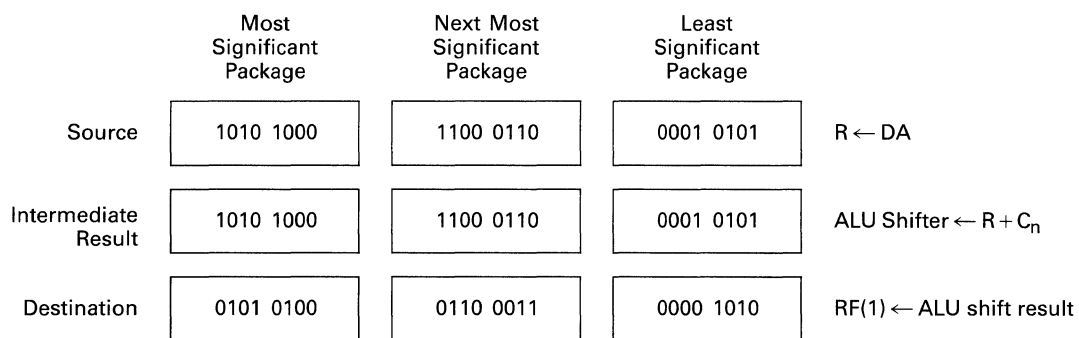 Most Significant Package
Next Most Significant Package
Least Significant Package
Source 1010 1000 1100 0110 0001 0101 R ← DA
Intermediate Result 1010 1000 1100 0110 0001 0101 ALU Shifter ← R + Cn
Destination 0101 0100 0110 0011 0000 1010 RF(1) ← ALU shift result